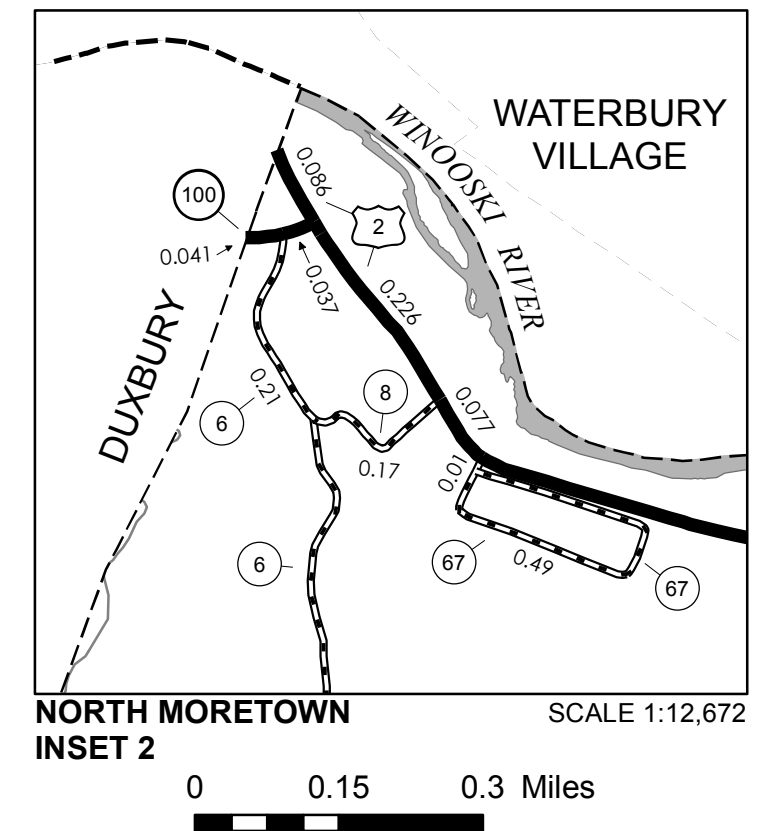 WATERBURY
VILLAGE
WINOOSKI RIVER
0.086
100
2
0.041
0.037
0.226
DUXBURY
0.21
8
6
0.077
0.17
0.01
6
67
0.49
67
NORTH MORETOWN
SCALE 1:12,672
INSET 2
0 0.15 0.3 Miles